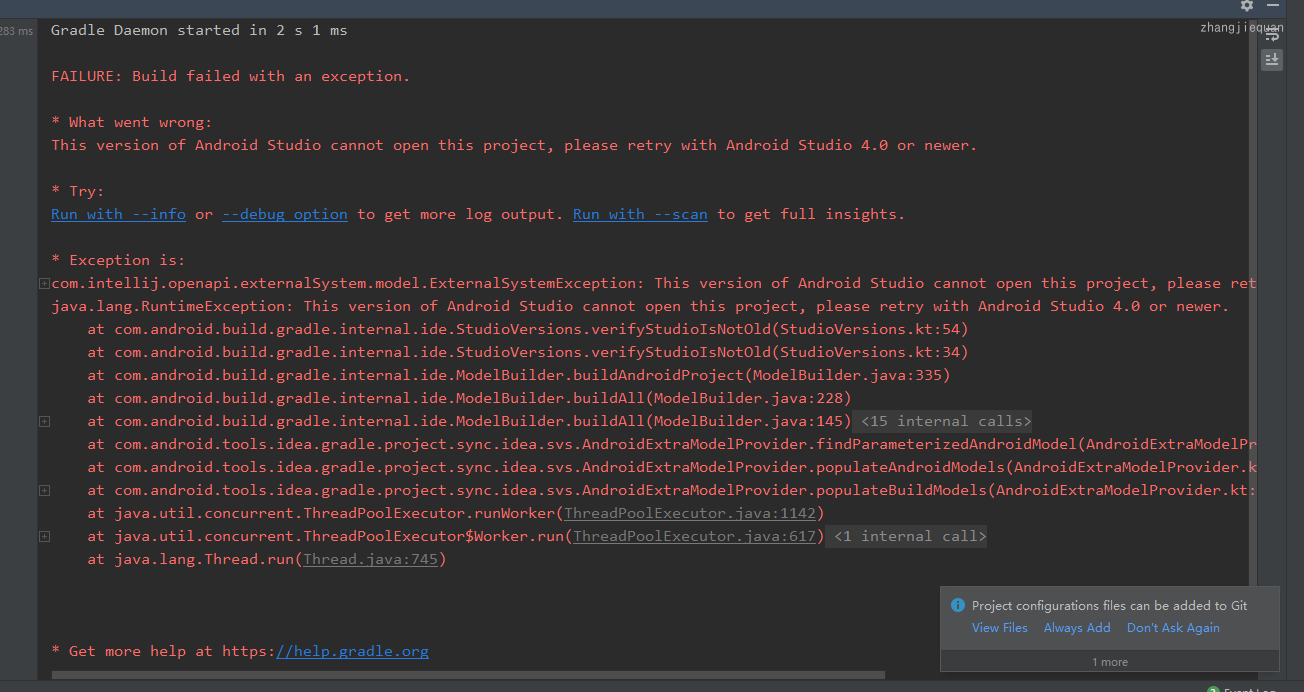 283 ms
Gradle Daemon started in 2 s 1 ms
zhangjiequan
FAILURE: Build failed with an exception.
* What went wrong:
This version of Android Studio cannot open this project, please retry with Android Studio 4.0 or newer.
* Try:
Run with --info or --debug option to get more log output. Run with --scan to get full insights.
* Exception is:
com.intellij.openapi.externalSystem.model.ExternalSystemException: This version of Android Studio cannot open this project, please ret
java.lang.RuntimeException: This version of Android Studio cannot open this project, please retry with Android Studio 4.0 or newer.
at com.android.build.gradle.internal.ide.StudioVersions.verifyStudioIsNotOld(StudioVersions.kt:54)
at com.android.build.gradle.internal.ide.StudioVersions.verifyStudioIsNotOld(StudioVersions.kt:34)
at com.android.build.gradle.internal.ide.ModelBuilder.buildAndroidProject(ModelBuilder.java:335)
at com.android.build.gradle.internal.ide.ModelBuilder.buildAll(ModelBuilder.java:228)
at com.android.build.gradle.internal.ide.ModelBuilder.buildAll(ModelBuilder.java:145) <15 internal calls>
at com.android.tools.idea.gradle.project.sync.idea.svs.AndroidExtraModelProvider.findParameterizedAndroidModel(AndroidExtraModelPr
at com.android.tools.idea.gradle.project.sync.idea.svs.AndroidExtraModelProvider.populateAndroidModels(AndroidExtraModelProvider.k
at com.android.tools.idea.gradle.project.sync.idea.svs.AndroidExtraModelProvider.populateBuildModels(AndroidExtraModelProvider.kt:
at java.util.concurrent.ThreadPoolExecutor.runWorker(ThreadPoolExecutor.java:1142)
at java.util.concurrent.ThreadPoolExecutor$Worker.run(ThreadPoolExecutor.java:617) <1 internal call>
at java.lang.Thread.run(Thread.java:745)
Project configurations files can be added to Git
View Files Always Add Don't Ask Again
* Get more help at https://help.gradle.org
1 more